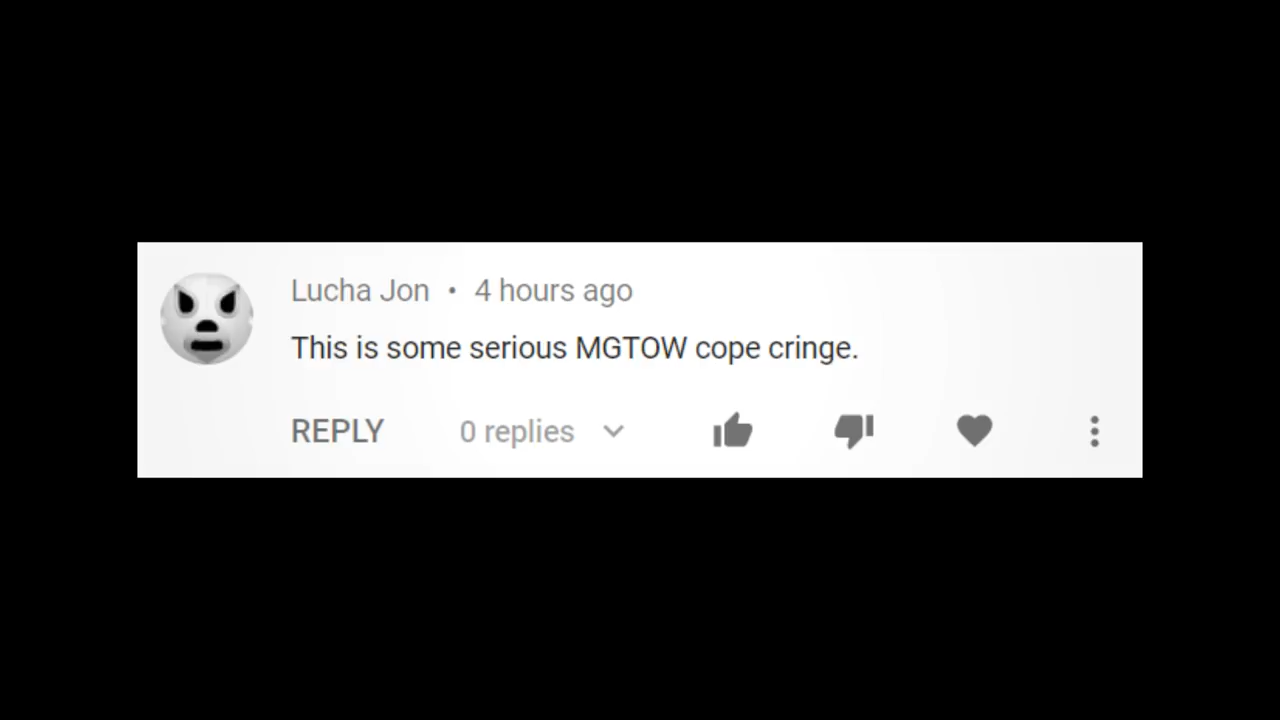 Lucha Jon • 4 hours ago
This is some serious MGTOW cope cringe.
REPLY 0 replies